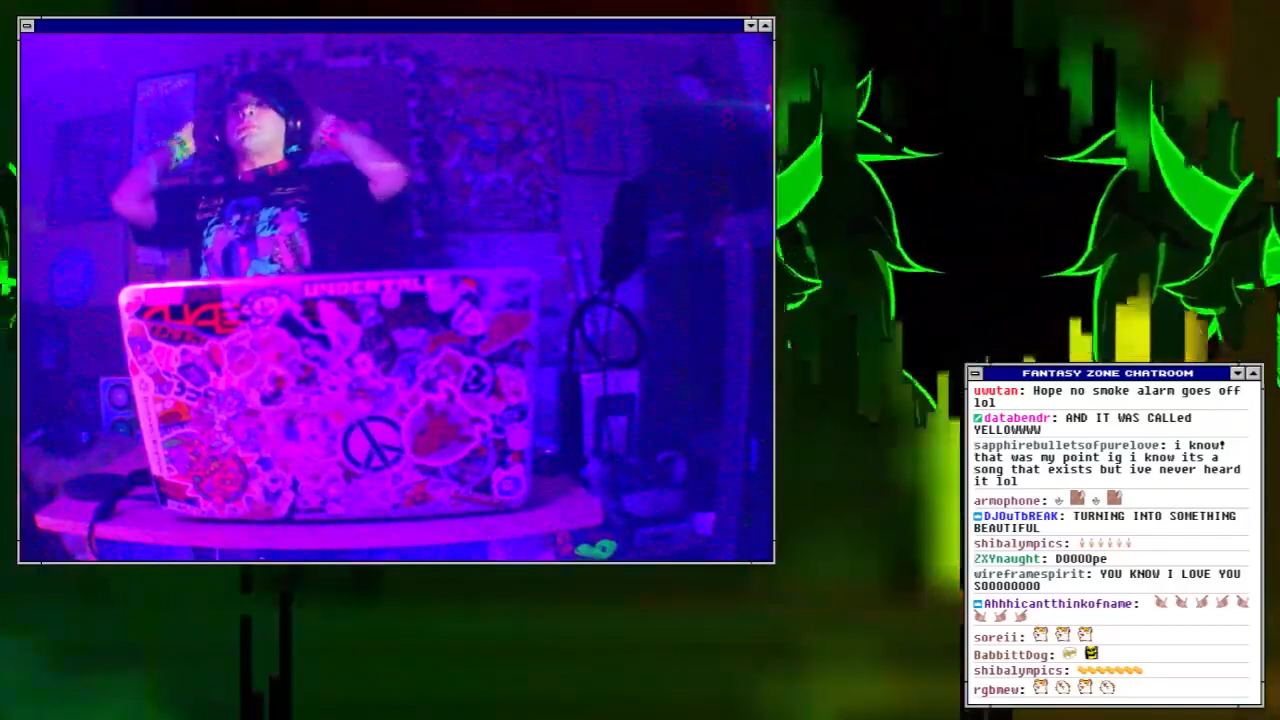 UNDERTALE
FANTASY ZONE CHATROOM
uwutan: Hope no smoke alarm goes off
lol
databendr: AND IT WAS CALLed
YELLOWWWW
sapphirebulletsofpurelove: i know!
that was my point ig i know its a
song that exists but ive never heard
it lol
armophone:
DJOuTbREAK: TURNING INTO SOMETHING
BEAUTIFUL
shibalympics:
ZXYnaught: DOOOOpe
wireframespirit: YOU KNOW I LOVE YOU
SOOOOOOOO
Ahhhicantthinkofname:
soreii:
BabbittDog:
shibalympics:
rgbmew: